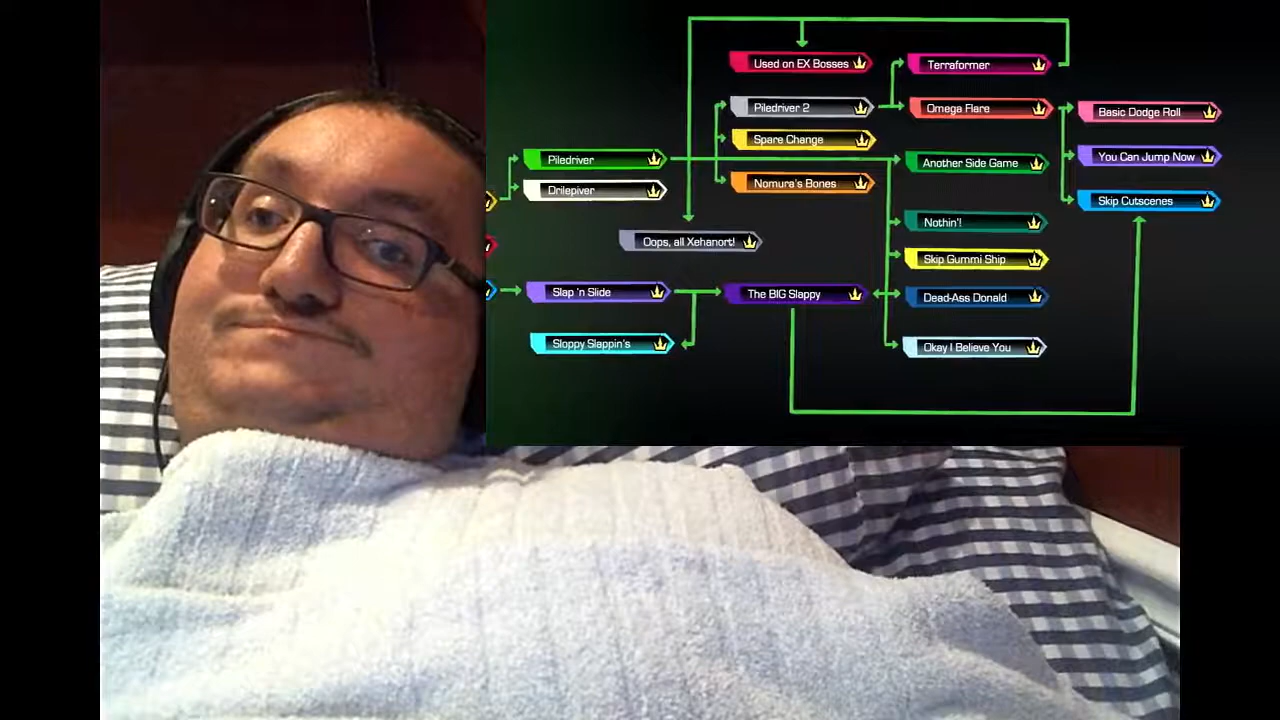 Used on EX Bosses
Terraformer
Piledriver 2
Omega Flare
Basic Dodge Roll
Spare Change
Piledriver
Another Side Game
You Can Jump Now
Drilepiver
Nomura's Bones
Skip Cutscenes
Nothin'!
Oops, all Xehanort!
Skip Gummi Ship
Slap 'n Slide
The BIG Slappy
Dead-Ass Donald
Sloppy Slappin's
Okay I Believe You